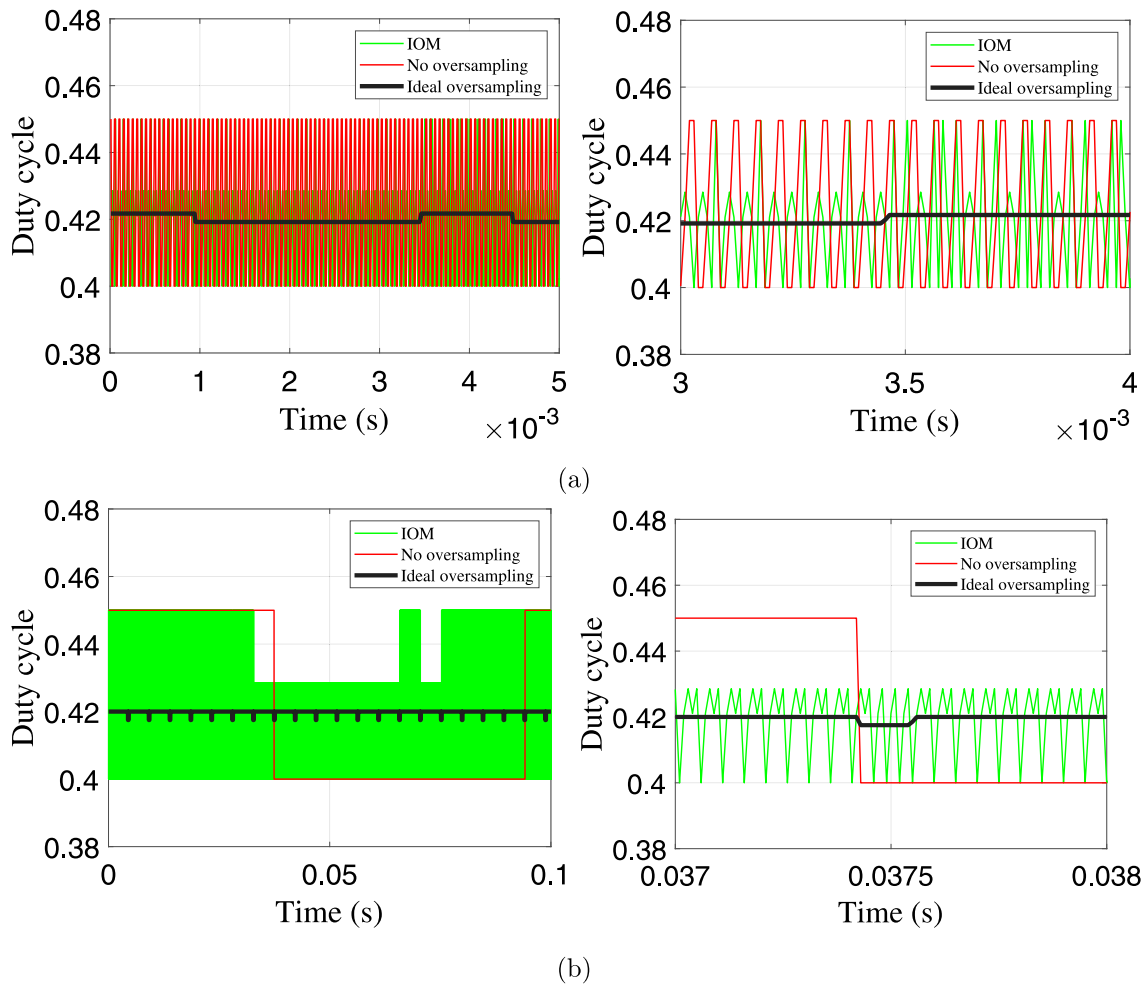 0.48
0.46
0.44
0.42
0.4
0.38
Duty cycle
IOM
No oversampling
Ideal oversampling
0 1 2 3 4 5
Time (s)
×10-3
0.48
0.46
0.44
0.42
0.4
0.38
Duty cycle
IOM
No oversampling
Ideal oversampling
3 3.5 4
Time (s)
×10-3
(a)
0.48
0.46
0.44
0.42
0.4
0.38
Duty cycle
IOM
No oversampling
Ideal oversampling
0 0.05 0.1
Time (s)
0.48
0.46
0.44
0.42
0.4
0.38
Duty cycle
IOM
No oversampling
Ideal oversampling
0.037 0.0375 0.038
Time (s)
(b)